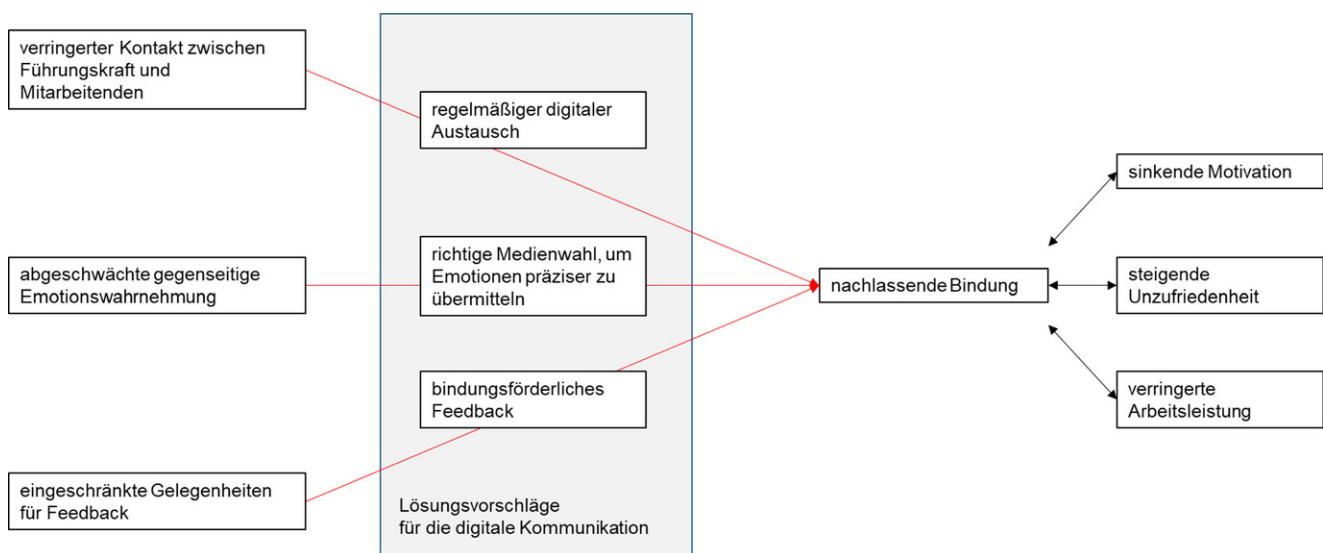 verringerter Kontakt zwischen
Führungskraft und
Mitarbeitenden
abgeschwächte gegenseitige
Emotionswahrnehmung
eingeschränkte Gelegenheiten
für Feedback
regelmäßiger digitaler
Austausch
richtige Medienwahl, um
Emotionen präziser zu
übermitteln
bindungsförderliches
Feedback
Lösungsvorschläge
für die digitale Kommunikation
nachlassende Bindung
sinkende Motivation
steigende
Unzufriedenheit
verringerte
Arbeitsleistung